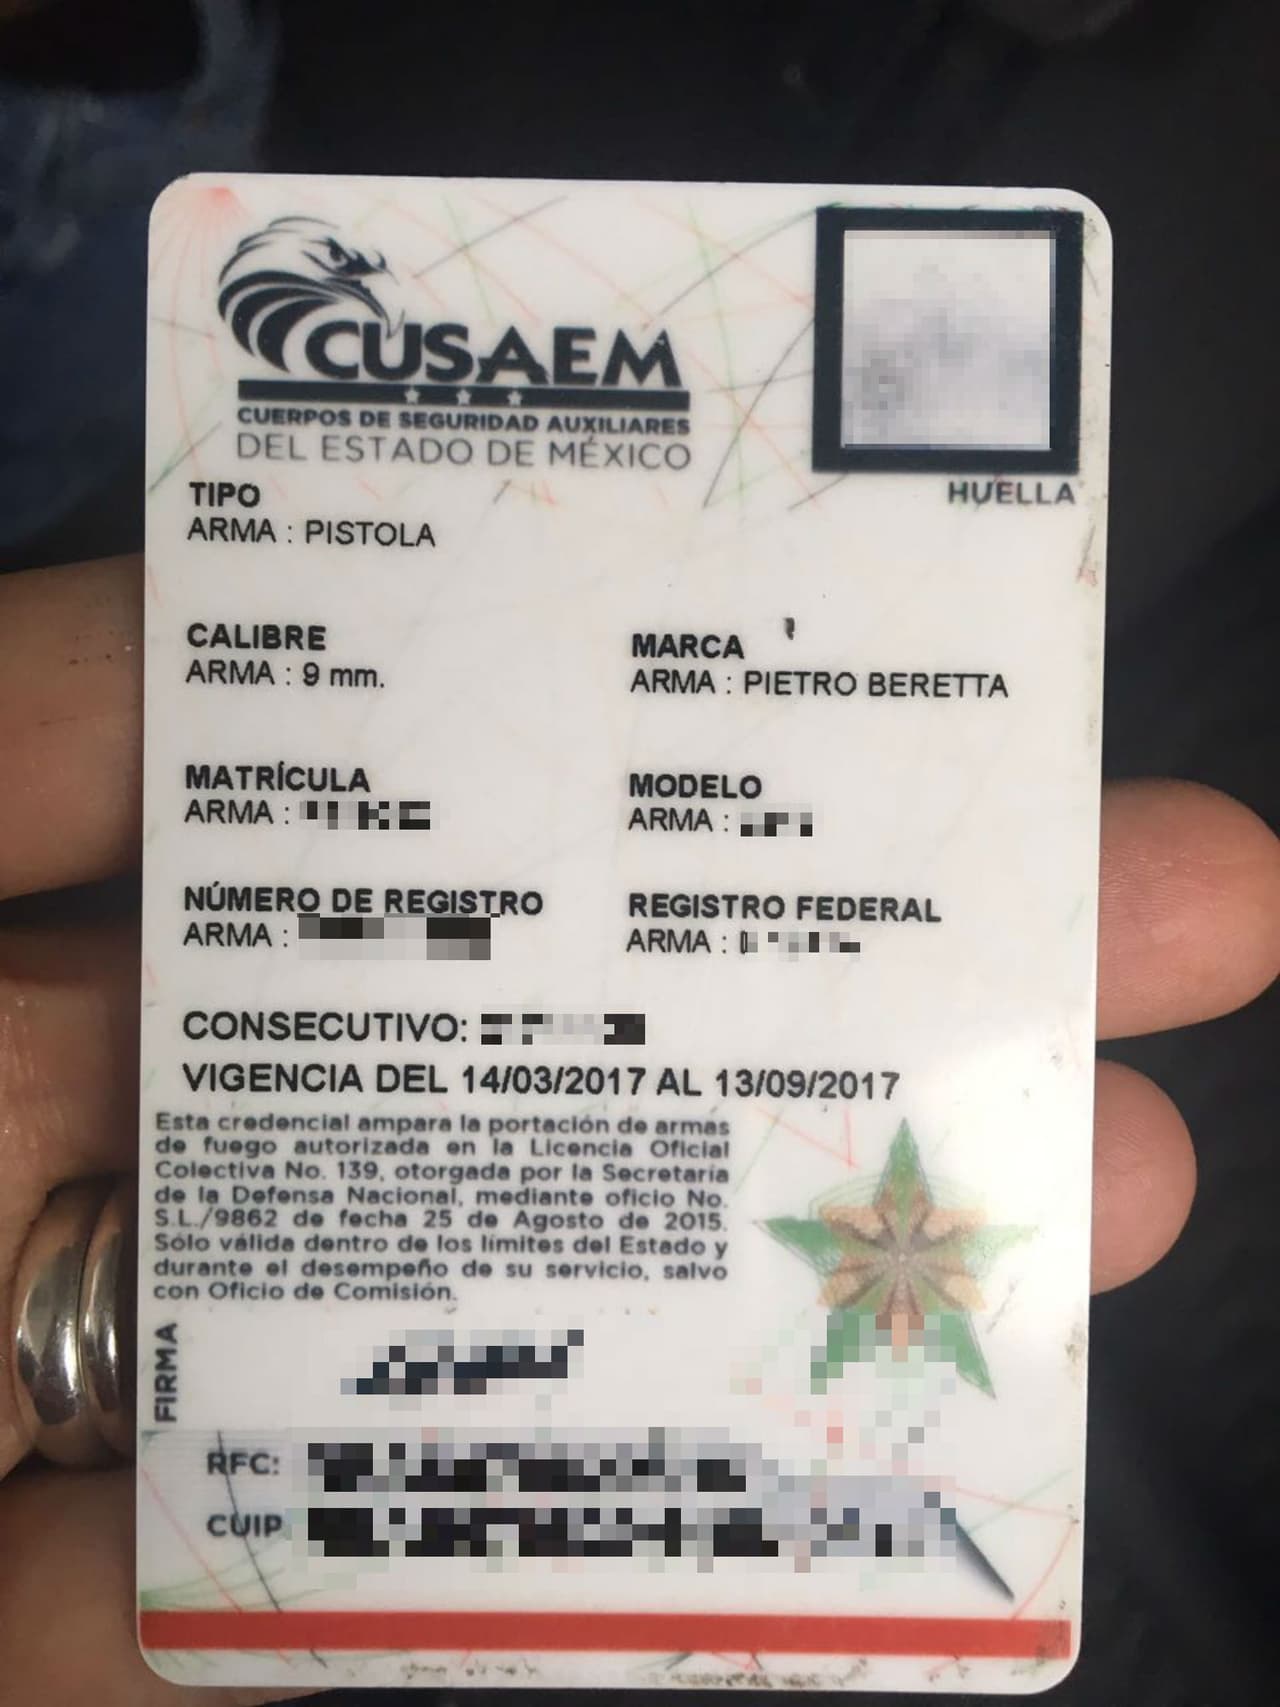 CUSAEM
CUERPOS DE SEGURIDAD AUXILIARES
DEL ESTADO DE MÉXICO
HUELLA
TIPO
ARMA : PISTOLA
CALIBRE
ARMA : 9 mm.
MARCA
ARMA : PIETRO BERETTA
MATRÍCULA
ARMA :
MODELO
ARMA :
NÚMERO DE REGISTRO
ARMA :
REGISTRO FEDERAL
ARMA :
CONSECUTIVO:
VIGENCIA DEL 14/03/2017 AL 13/09/2017
Esta credencial ampara la portación de armas
de fuego autorizada en la Licencia Oficial
Colectiva No. 139, otorgada por la Secretaría
de la Defensa Nacional, mediante oficio No.
S.L./9862 de fecha 25 de Agosto de 2015.
Sólo válida dentro de los límites del Estado y
durante el desempeño de su servicio, salvo
con Oficio de Comisión.
FIRMA
RFC:
CUIP